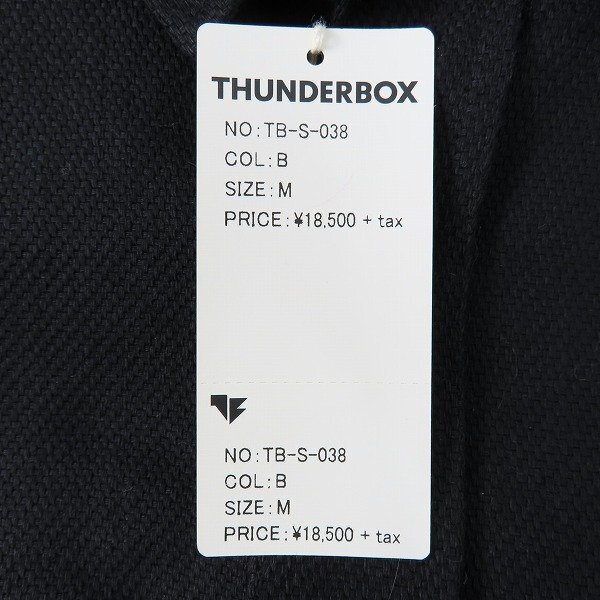 THUNDERBOX
NO:TB-S-038
COL:B
SIZE:M
PRICE:¥18,500 + tax
NO:TB-S-038
COL:B
SIZE:M
PRICE:¥18,500 + tax